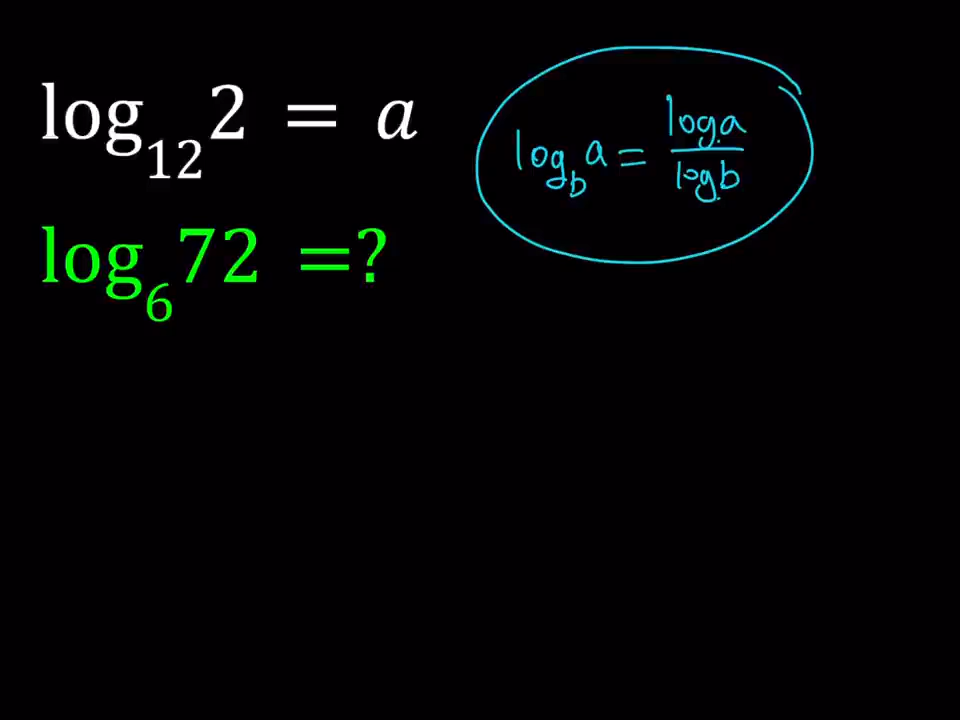 log₁₂2 = a
log_b a = log a / log b
log₆72 =?